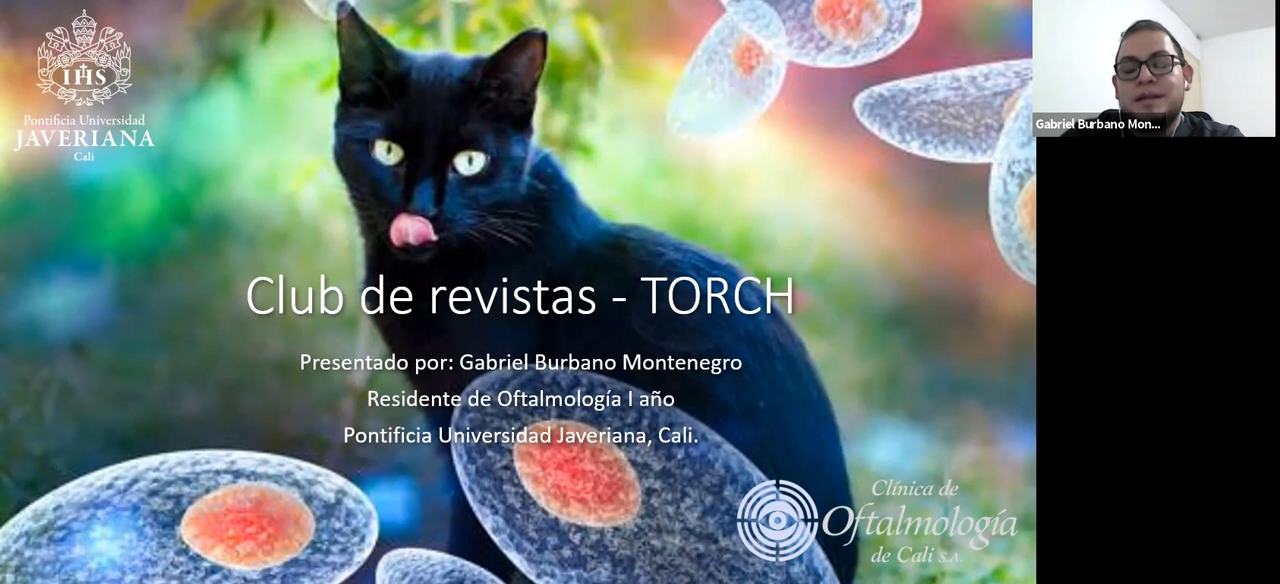 IHS
Pontificia Universidad
JAVERIANA
Cali
Gabriel Burbano Mon...
Club de revistas - TORCH
Presentado por: Gabriel Burbano Montenegro
Residente de Oftalmología I año
Pontificia Universidad Javeriana, Cali.
Clínica de
Oftalmología
de Cali S.A.